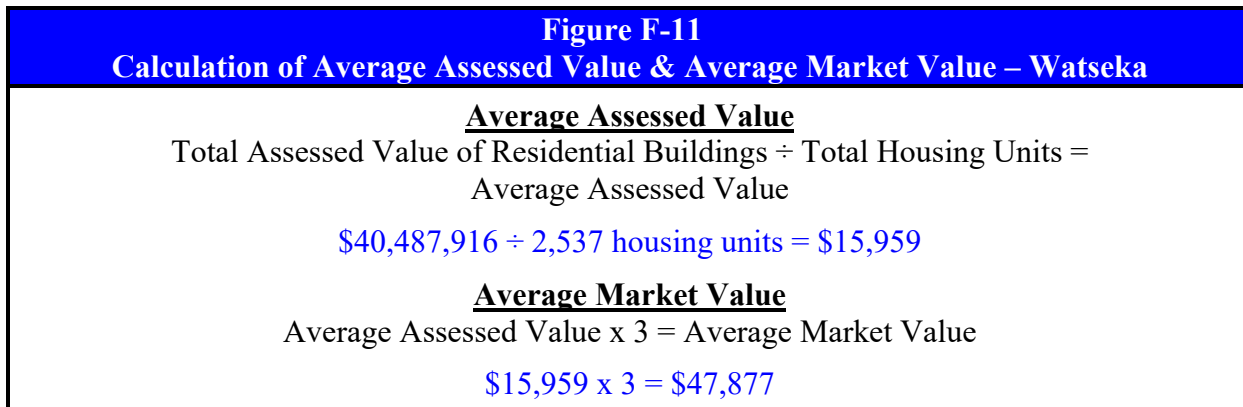 Figure F-11
Calculation of Average Assessed Value & Average Market Value – Watseka
Average Assessed Value
Total Assessed Value of Residential Buildings ÷ Total Housing Units =
Average Assessed Value
$40,487,916 ÷ 2,537 housing units = $15,959
Average Market Value
Average Assessed Value x 3 = Average Market Value
$15,959 x 3 = $47,877